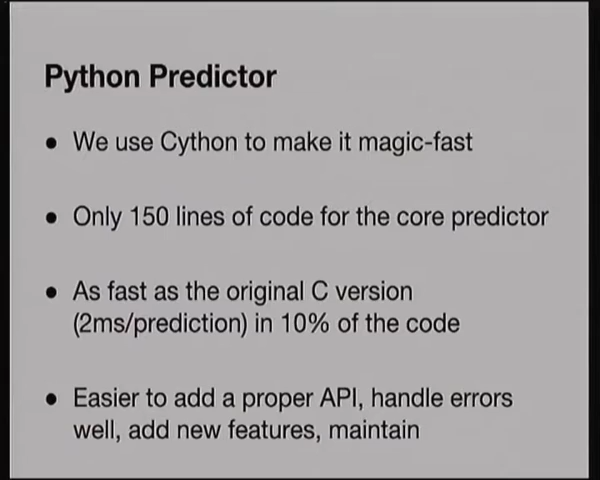 Python Predictor
• We use Cython to make it magic-fast
• Only 150 lines of code for the core predictor
• As fast as the original C version
(2ms/prediction) in 10% of the code
• Easier to add a proper API, handle errors
well, add new features, maintain